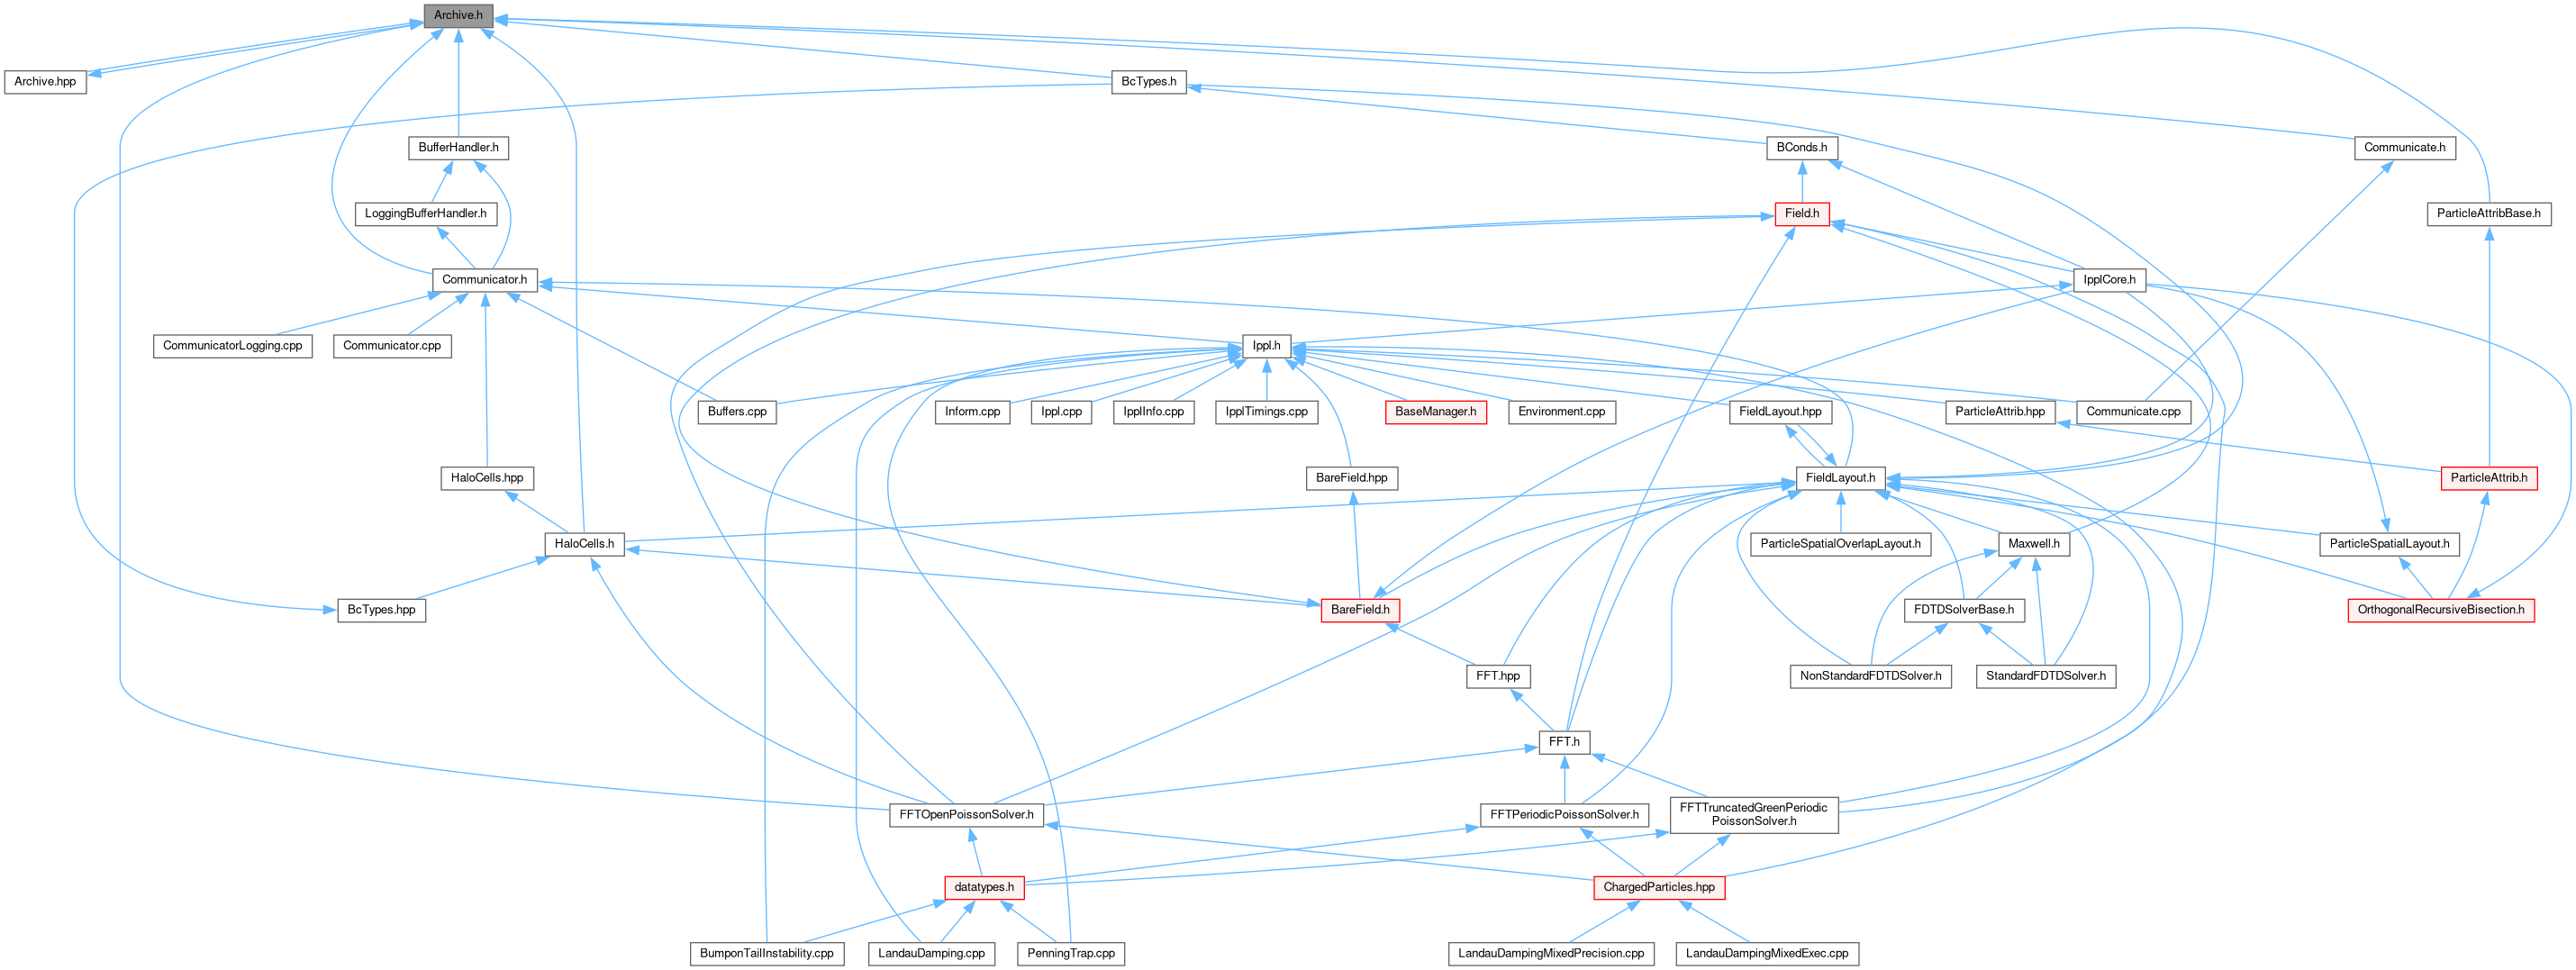 Archive.h
Archive.hpp
BcTypes.h
BufferHandler.h
BConds.h
Communicate.h
LoggingBufferHandler.h
Field.h
ParticleAttribBase.h
Communicator.h
IpplCore.h
CommunicatorLogging.cpp
Communicator.cpp
Ippl.h
Buffers.cpp
Inform.cpp
Ippl.cpp
IpplInfo.cpp
IpplTimings.cpp
BaseManager.h
Environment.cpp
FieldLayout.hpp
ParticleAttrib.hpp
Communicate.cpp
HaloCells.hpp
BareField.hpp
FieldLayout.h
ParticleAttrib.h
HaloCells.h
ParticleSpatialOverlapLayout.h
Maxwell.h
ParticleSpatialLayout.h
BcTypes.hpp
BareField.h
FDTDSolverBase.h
OrthogonalRecursiveBisection.h
FFT.hpp
NonStandardFDTDSolver.h
StandardFDTDSolver.h
FFT.h
FFTOpenPoissonSolver.h
FFTPeriodicPoissonSolver.h
FFTTruncatedGreenPeriodic
PoissonSolver.h
datatypes.h
ChargedParticles.hpp
BumponTailInstability.cpp
LandauDamping.cpp
PenningTrap.cpp
LandauDampingMixedPrecision.cpp
LandauDampingMixedExec.cpp